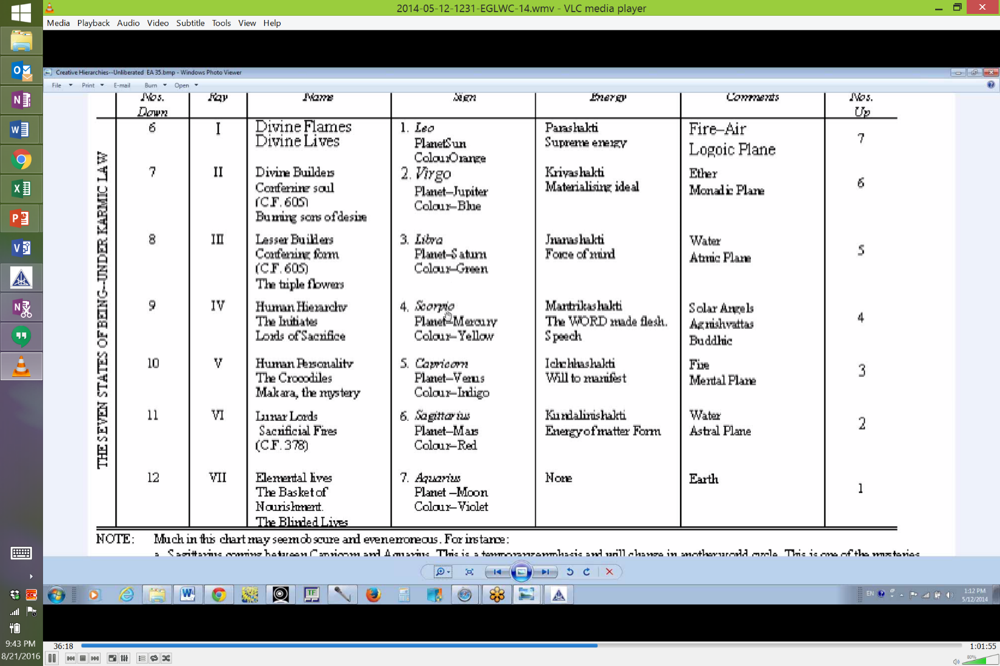 2014-05-12-1231-EGLWC-14.wmv - VLC media player
Media Playback Audio Video Subtitle Tools View Help
Creative Hierarchies--Unliberated EA 35.bmp - Windows Photo Viewer
File Print E-mail Burn Open
Nos. Down Ray Name Sign Energy Comments Nos. Up
THE SEVEN STATES OF BEING--UNDER KARMIC LAW
6 I Divine Flames 1. Leo Parashakti Fire–Air 7
Divine Lives PlanetSun Supreme energy Logoic Plane
ColourOrange
7 II Divine Builders 2. Virgo Kriyashakti Ether 6
Conferring soul Planet–Jupiter Materialising ideal Monadic Plane
(C.F. 605) Colour–Blue
Burning sons of desire
8 III Lesser Builders 3. Libra Jnanashakti Water 5
Conferring form Planet–Saturn Force of mind Atmic Plane
(C.F. 605) Colour–Green
The triple flowers
9 IV Human Hierarchy 4. Scorpio Mantrikashakti Solar Angels 4
The Initiates Planet–Mercury The WORD made flesh. Agnishvattas
Lords of Sacrifice Colour–Yellow Speech Buddhic
10 V Human Personality 5. Capricorn Ichchhashakti Fire 3
The Crocodiles Planet–Venus Will to manifest Mental Plane
Makara, the mystery Colour–Indigo
11 VI Lunar Lords 6. Sagittarius Kundalinishakti Water 2
Sacrificial Fires Planet–Mars Energy of matter Form Astral Plane
(C.F. 378) Colour–Red
12 VII Elemental lives 7. Aquarius None Earth 1
The Basket of Planet –Moon
Nourishment. Colour–Violet
The Blinded Lives
NOTE: Much in this chart may seem obscure and even erroneous. For instance:
a. Sagittarius coming between Capricorn and Aquarius. This is a temporary emphasis and will change in another world cycle. This is one of the mysteries
EN
1:12 PM
5/12/2014
9:43 PM
8/21/2016
36:18
1:01:55
80%